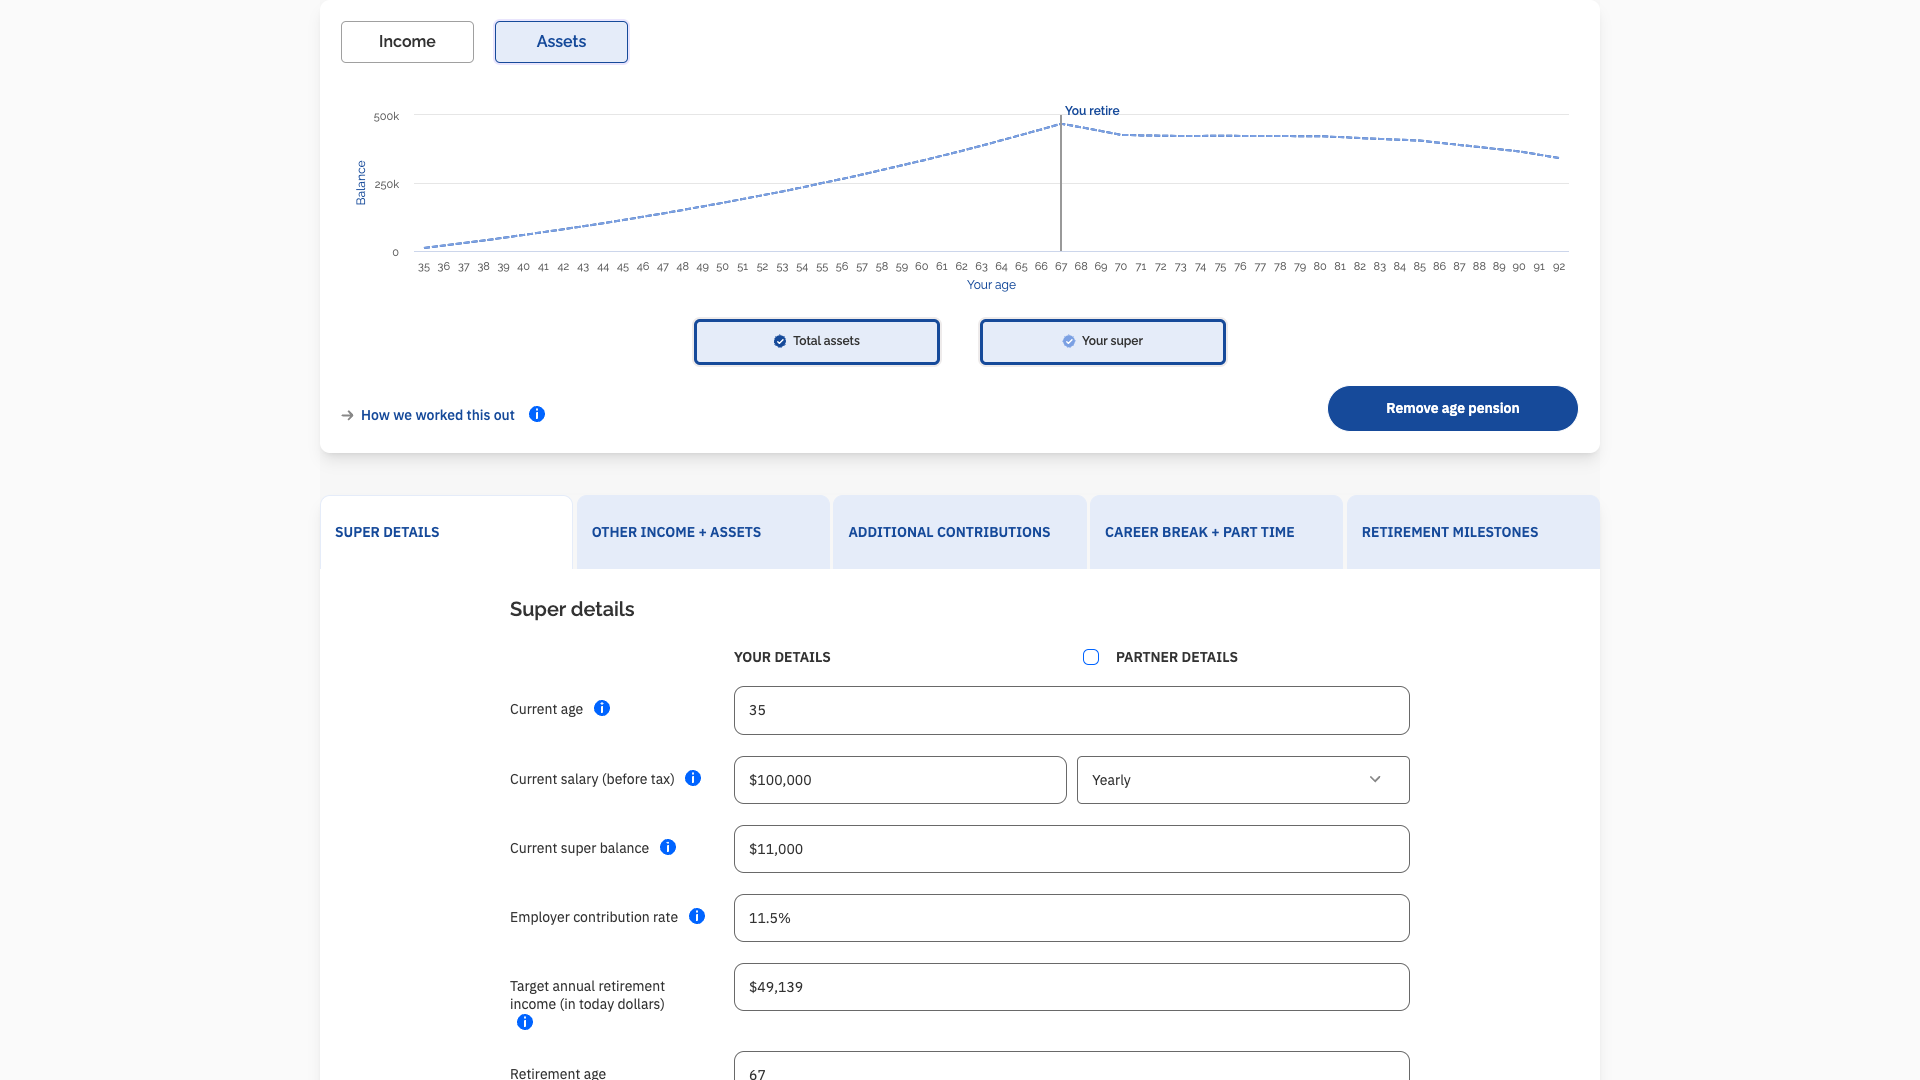 Income
Assets
You retire
500k
250k
0
Balance
35 36 37 38 39 40 41 42 43 44 45 46 47 48 49 50 51 52 53 54 55 56 57 58 59 60 61 62 63 64 65 66 67 68 69 70 71 72 73 74 75 76 77 78 79 80 81 82 83 84 85 86 87 88 89 90 91 92
Your age
Total assets
Your super
How we worked this out
Remove age pension
SUPER DETAILS
OTHER INCOME + ASSETS
ADDITIONAL CONTRIBUTIONS
CAREER BREAK + PART TIME
RETIREMENT MILESTONES
Super details
YOUR DETAILS
PARTNER DETAILS
Current age
35
Current salary (before tax)
$100,000
Yearly
Current super balance
$11,000
Employer contribution rate
11.5%
Target annual retirement
income (in today dollars)
$49,139
Retirement age
67